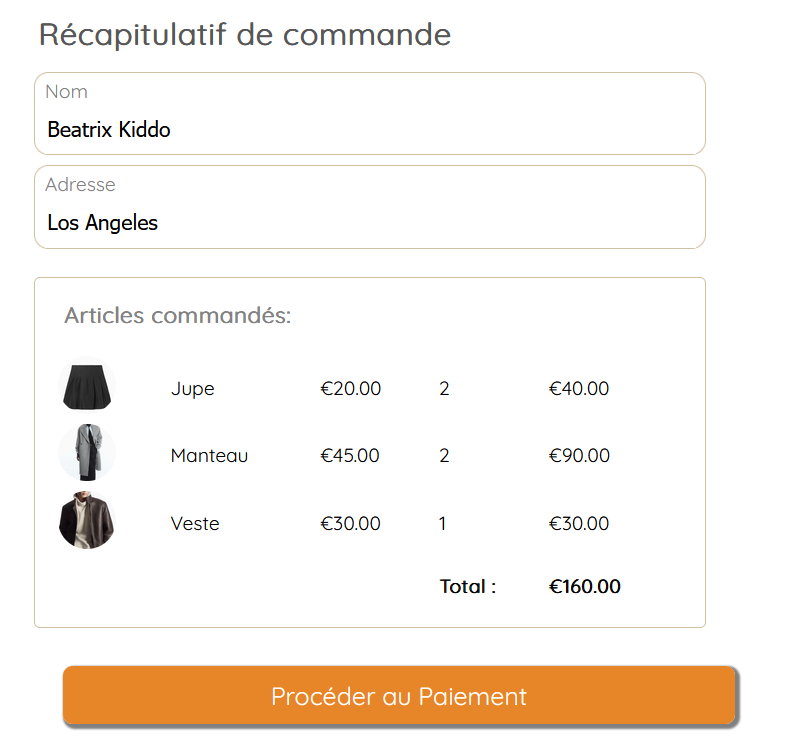 Récapitulatif de commande
Nom
Beatrix Kiddo
Adresse
Los Angeles
Articles commandés:
Jupe €20.00 2 €40.00
Manteau €45.00 2 €90.00
Veste €30.00 1 €30.00
Total : €160.00
Procéder au Paiement